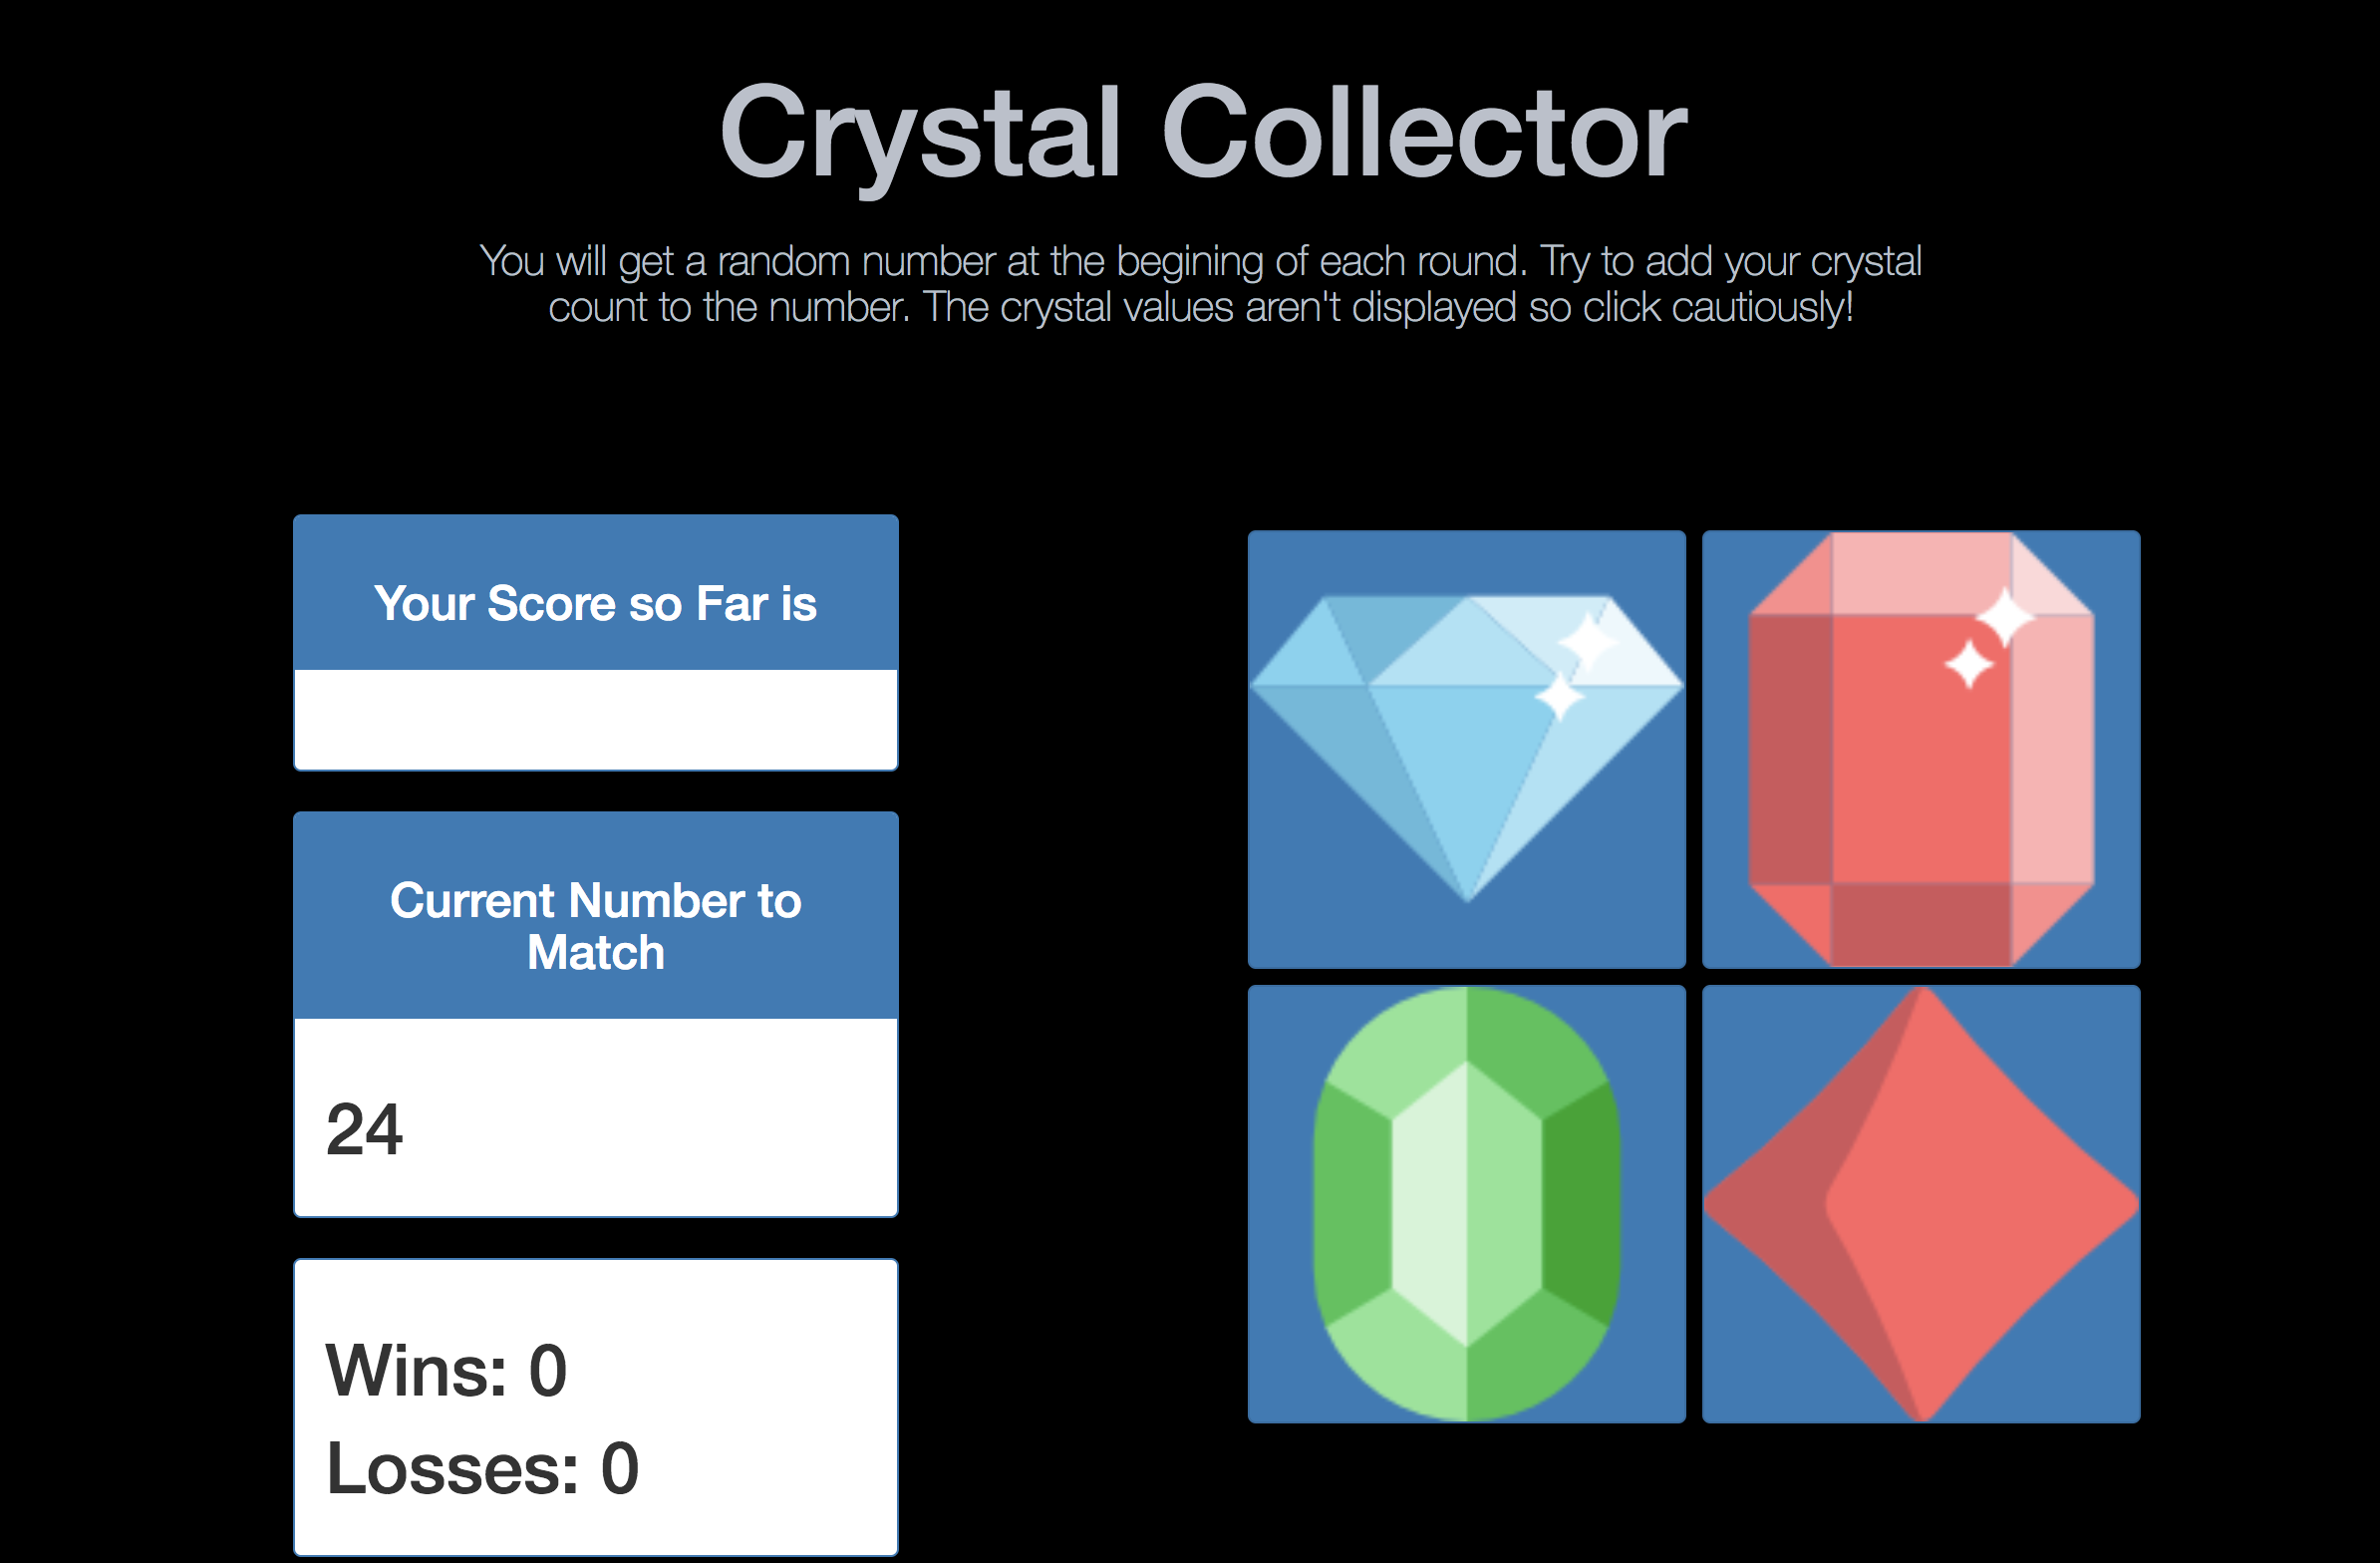 Crystal Collector
You will get a random number at the begining of each round. Try to add your crystal
count to the number. The crystal values aren't displayed so click cautiously!
Your Score so Far is
Current Number to
Match
24
Wins: 0
Losses: 0